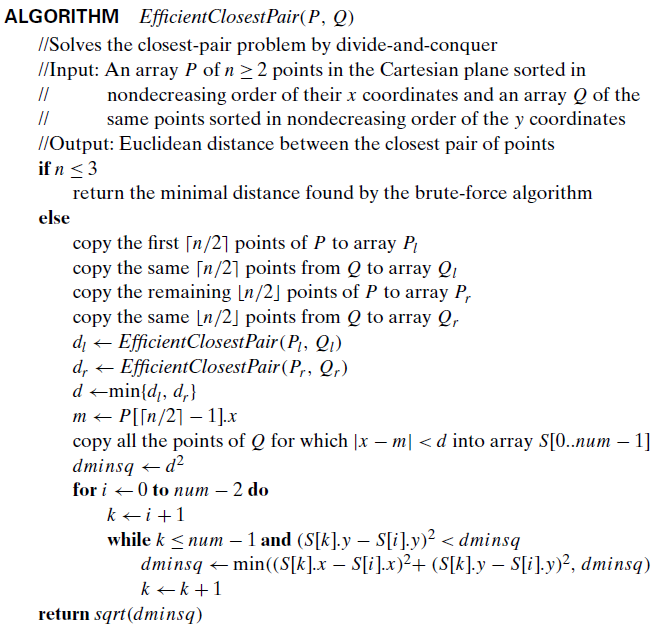 ALGORITHM EfficientClosestPair(P, Q)
//Solves the closest-pair problem by divide-and-conquer
//Input: An array P of n ≥ 2 points in the Cartesian plane sorted in
// nondecreasing order of their x coordinates and an array Q of the
// same points sorted in nondecreasing order of the y coordinates
//Output: Euclidean distance between the closest pair of points
if n ≤ 3
return the minimal distance found by the brute-force algorithm
else
copy the first ⌈n/2⌉ points of P to array Pₗ
copy the same ⌈n/2⌉ points from Q to array Qₗ
copy the remaining ⌊n/2⌋ points of P to array Pᵣ
copy the same ⌊n/2⌋ points from Q to array Qᵣ
dₗ ← EfficientClosestPair(Pₗ, Qₗ)
dᵣ ← EfficientClosestPair(Pᵣ, Qᵣ)
d ←min{dₗ, dᵣ}
m ← P[⌈n/2⌉ − 1].x
copy all the points of Q for which |x − m| < d into array S[0..num − 1]
dminsq ← d²
for i ← 0 to num − 2 do
k ← i + 1
while k ≤ num − 1 and (S[k].y − S[i].y)² < dminsq
dminsq ← min((S[k].x − S[i].x)²+ (S[k].y − S[i].y)², dminsq)
k ← k + 1
return sqrt(dminsq)